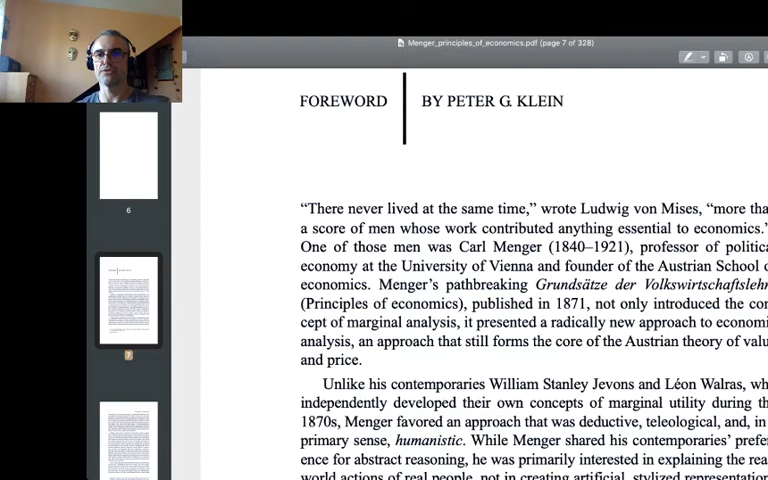 Menger_principles_of_economics.pdf (page 7 of 328)
FOREWORD BY PETER G. KLEIN
6
7
“There never lived at the same time,” wrote Ludwig von Mises, “more tha
a score of men whose work contributed anything essential to economics.”
One of those men was Carl Menger (1840–1921), professor of politica
economy at the University of Vienna and founder of the Austrian School o
economics. Menger’s pathbreaking Grundsätze der Volkswirtschaftslehr
(Principles of economics), published in 1871, not only introduced the con
cept of marginal analysis, it presented a radically new approach to economi
analysis, an approach that still forms the core of the Austrian theory of valu
and price.
Unlike his contemporaries William Stanley Jevons and Léon Walras, wh
independently developed their own concepts of marginal utility during th
1870s, Menger favored an approach that was deductive, teleological, and, in
primary sense, humanistic. While Menger shared his contemporaries’ prefer
ence for abstract reasoning, he was primarily interested in explaining the rea
world actions of real people, not in creating artificial, stylized representation